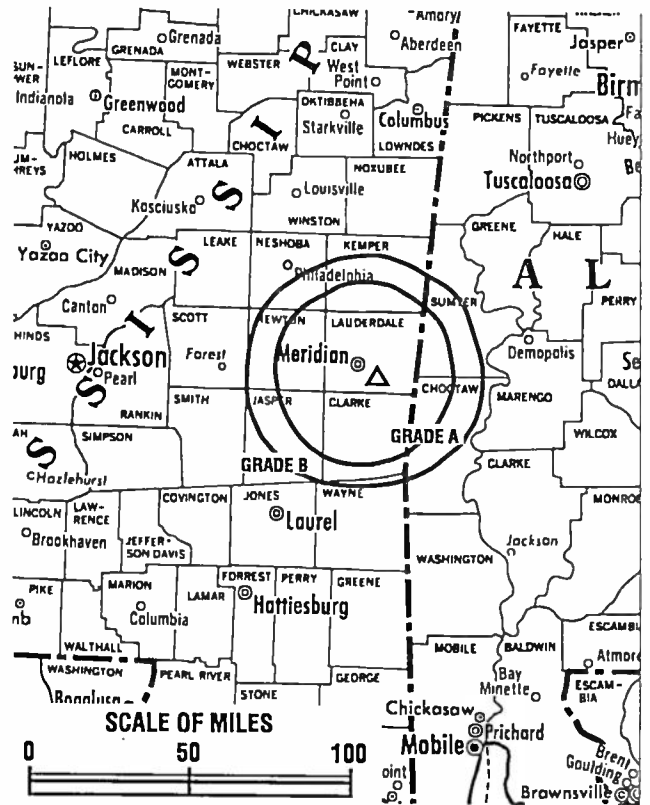 CHICKASAW
Amory
Grenada
GRENADA
LEFLORE
WEBSTER
CLAY
Aberdeen
FAYETTE
Jasper
MONT-
GOMERY
West
Point
Fayette
Birm
Indianola
Greenwood
OKTIBBEHA
Starkville
Columbus
PICKENS
TUSCALOOSA
CARROLL
CHOCTAW
LOWNDES
HOLMES
ATTALA
NOXUBEE
Northport
Tuscaloosa
Kosciusko
Louisville
WINSTON
YAZOO
Yazoo City
LEAKE
NESHOBA
KEMPER
GREENE
HALE
MADISON
Philadelphia
Canton
SCOTT
NEWTON
LAUDERDALE
SUMTER
PERRY
HINDS
Jackson
Pearl
Forest
Meridian
Demopolis
RANKIN
SMITH
JASPER
CLARKE
CHOCTAW
MARENGO
SIMPSON
GRADE A
GRADE B
WILCOX
CLARKE
Hazlehurst
COVINGTON
JONES
WAYNE
MONROE
LINCOLN
LAW-
RENCE
Laurel
Brookhaven
JEFFER-
SON DAVIS
Jackson
WASHINGTON
PIKE
MARION
LAMAR
FORREST
PERRY
GREENE
Columbia
Hattiesburg
WALTHALL
WASHINGTON
PEARL RIVER
GEORGE
STONE
MOBILE
BALDWIN
ESCAMBI
Atmore
Bay
Minette
ESCAM-
BIA
Bogalusa
Chickasaw
Prichard
Mobile
Brent
Goulding
Brownsville
oint
S S I S S I P
A L
SCALE OF MILES
0 50 100